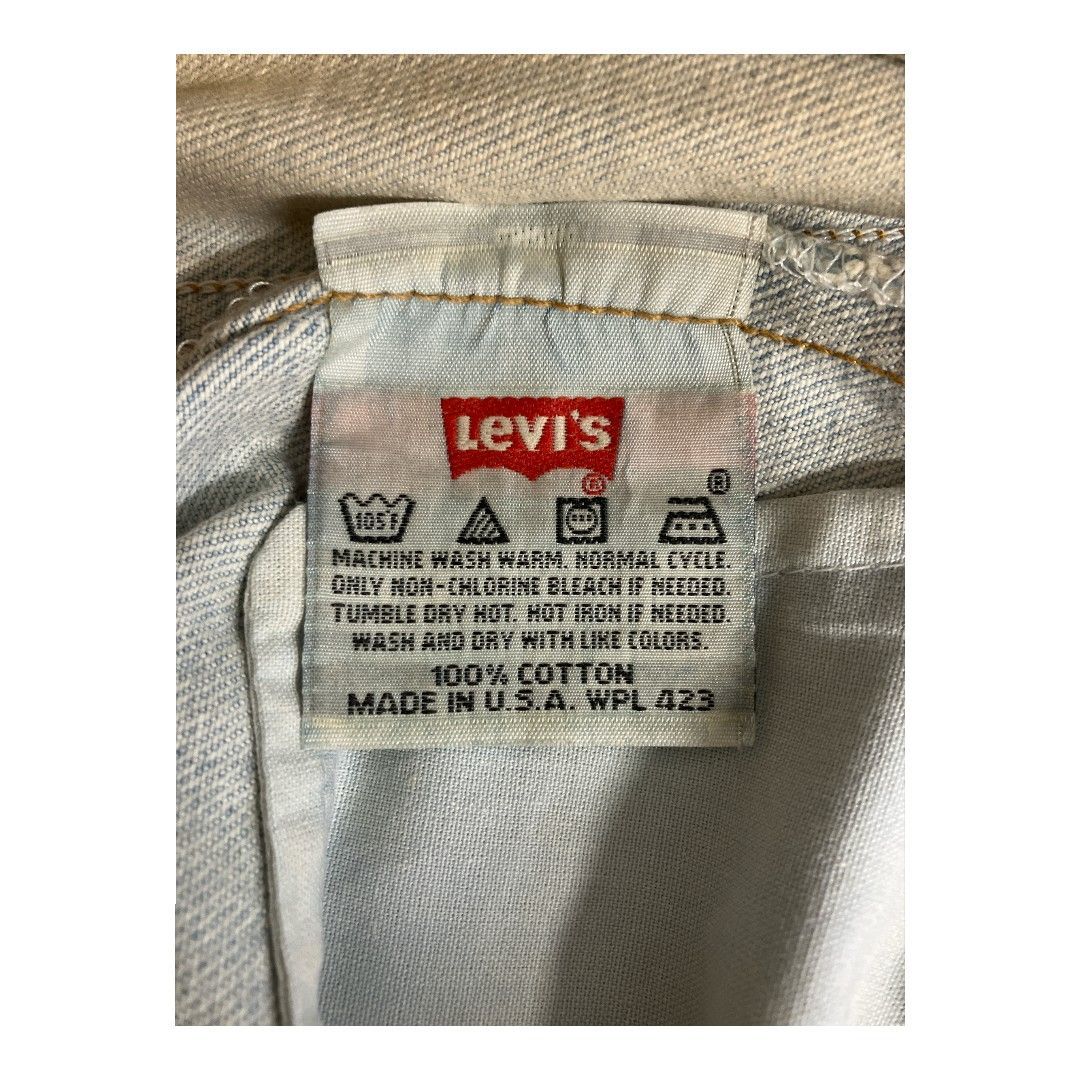 Levi's
®
®
105F
MACHINE WASH WARM. NORMAL CYCLE.
ONLY NON-CHLORINE BLEACH IF NEEDED.
TUMBLE DRY HOT. HOT IRON IF NEEDED.
WASH AND DRY WITH LIKE COLORS.
100% COTTON
MADE IN U.S.A. WPL 423